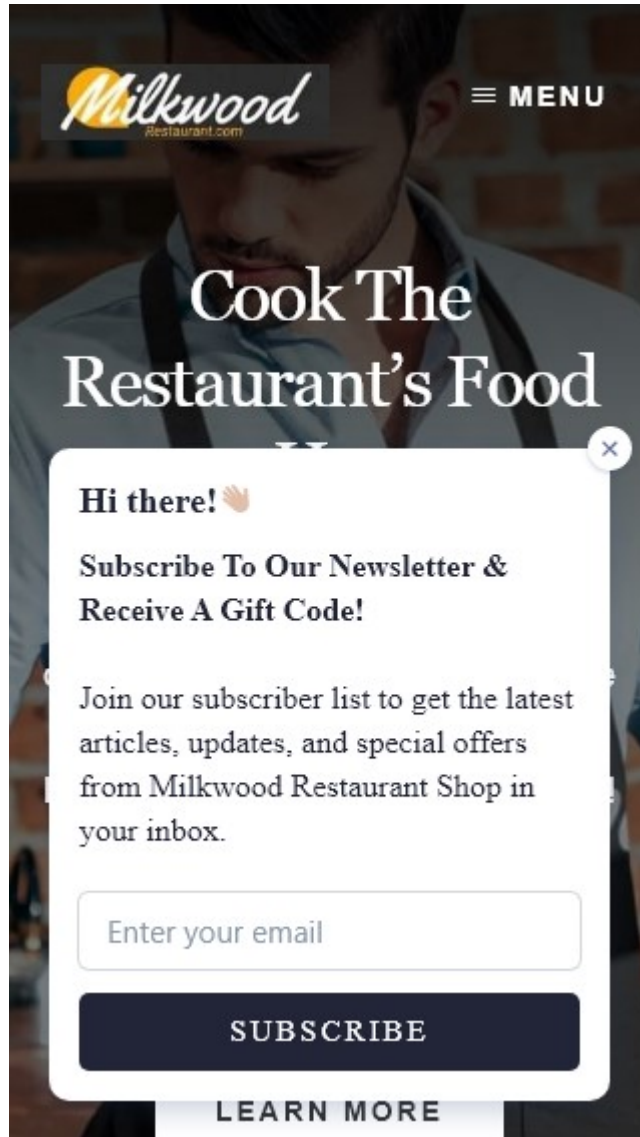 Milkwood
Restaurant.com
≡ MENU
Cook The
Restaurant’s Food
Hi there!👋🏼
Subscribe To Our Newsletter &
Receive A Gift Code!
Join our subscriber list to get the latest
articles, updates, and special offers
from Milkwood Restaurant Shop in
your inbox.
Enter your email
SUBSCRIBE
LEARN MORE